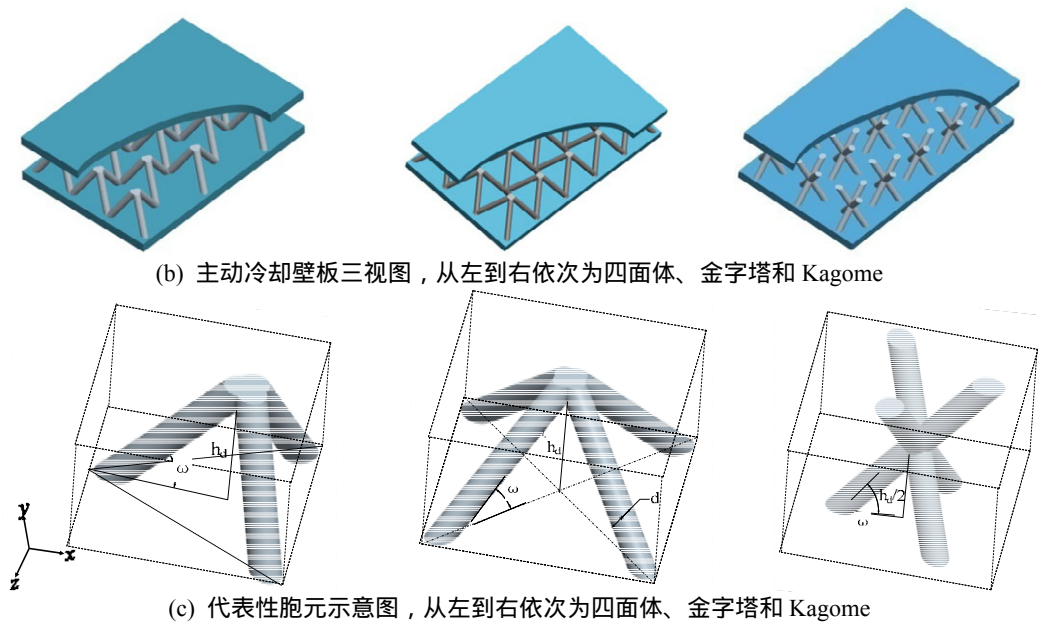 (b) 主动冷却壁板三视图，从左到右依次为四面体、金字塔和 Kagome
ω
h_d
ω
h_d
d
ω
h_d/2
y
x
z
(c) 代表性胞元示意图，从左到右依次为四面体、金字塔和 Kagome